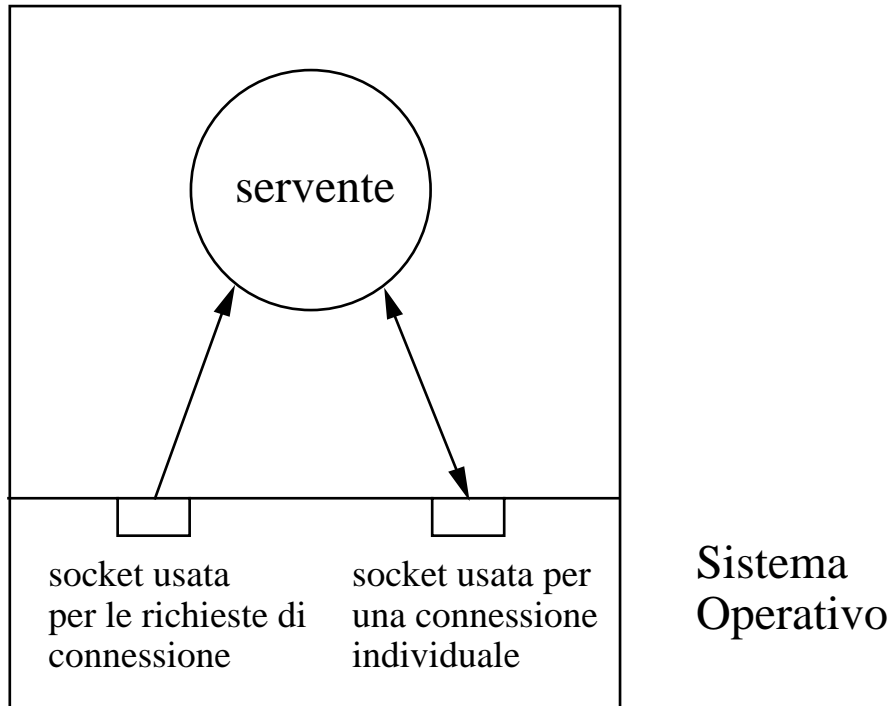 servente
socket usata
per le richieste di
connessione
socket usata per
una connessione
individuale
Sistema
Operativo